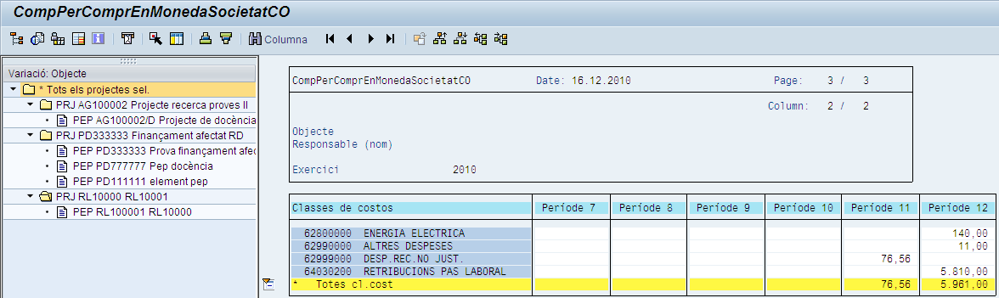 CompPerComprEnMonedaSocietatCO
Columna
Variació: Objecte
* Tots els projectes sel.
PRJ AG100002 Projecte recerca proves II
PEP AG100002/D Projecte de docència
PRJ PD333333 Finançament afectat RD
PEP PD333333 Prova finançament afec
PEP PD777777 Pep docència
PEP PD111111 element pep
PRJ RL10000 RL10001
PEP RL100001 RL10000
CompPerComprEnMonedaSocietatCO Date: 16.12.2010 Page: 3 / 3
Column: 2 / 2
Objecte
Responsable (nom)
Exercici 2010
Classes de costos Període 7 Període 8 Període 9 Període 10 Període 11 Període 12
62800000 ENERGIA ELECTRICA 140,00
62990000 ALTRES DESPESES 11,00
62999000 DESP.REC.NO JUST. 76,56
64030200 RETRIBUCIONS PAS LABORAL 5.810,00
* Totes cl.cost 76,56 5.961,00